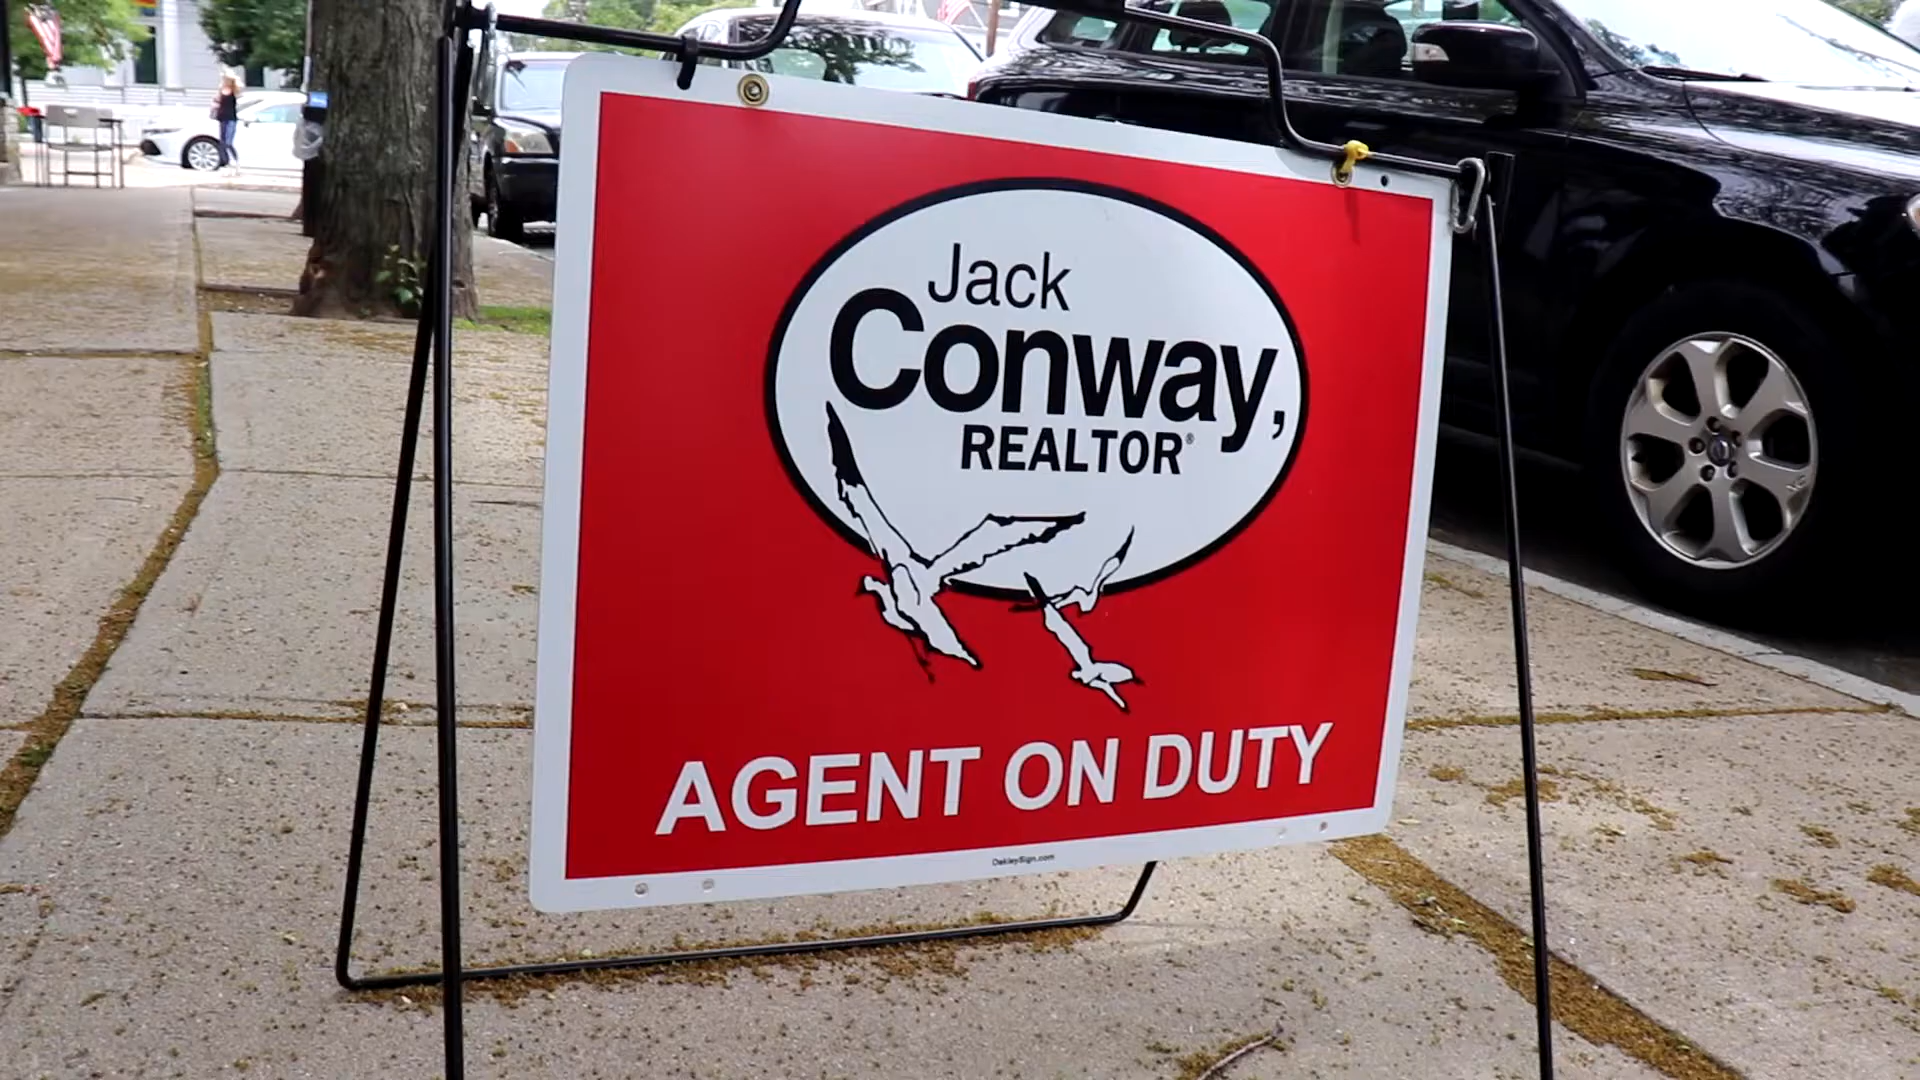 Jack
Conway,
REALTOR®
AGENT ON DUTY
OakleySign.com